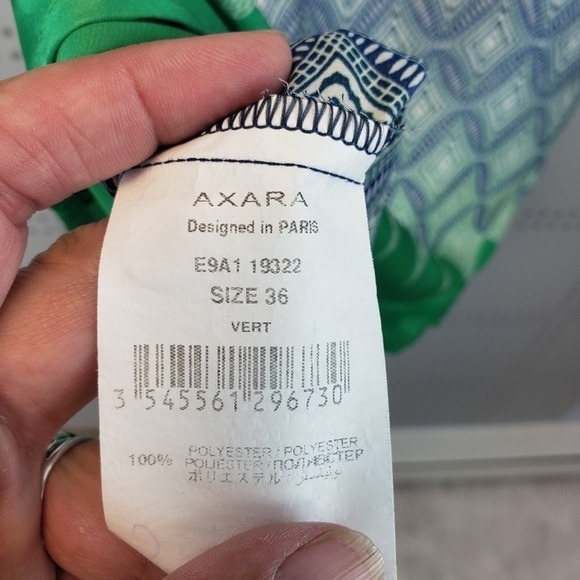 AXARA
Designed in PARIS
E9A1 19322
SIZE 36
VERT
3 545561 296730
100% POLYESTER / POLYESTER
POLIESTER / ПОЛИЭСТЕР
ポリエステル /